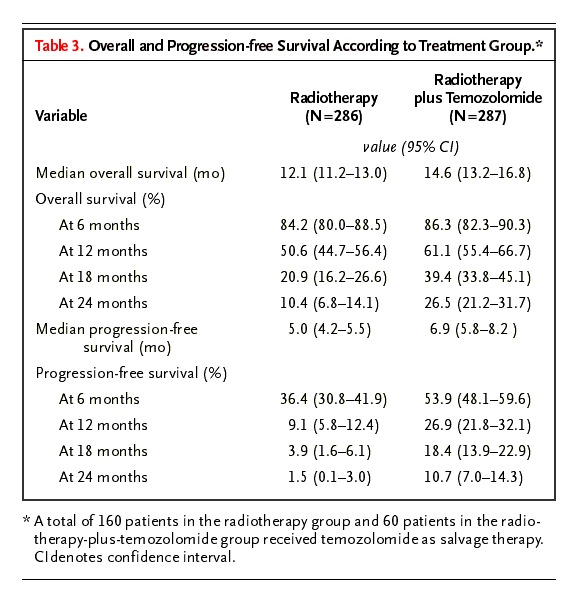 Table 3. Overall and Progression-free Survival According to Treatment Group.*
Variable
Radiotherapy
(N=286)
Radiotherapy
plus Temozolomide
(N=287)
value (95% CI)
Median overall survival (mo) 12.1 (11.2–13.0) 14.6 (13.2–16.8)
Overall survival (%)
At 6 months 84.2 (80.0–88.5) 86.3 (82.3–90.3)
At 12 months 50.6 (44.7–56.4) 61.1 (55.4–66.7)
At 18 months 20.9 (16.2–26.6) 39.4 (33.8–45.1)
At 24 months 10.4 (6.8–14.1) 26.5 (21.2–31.7)
Median progression-free
survival (mo) 5.0 (4.2–5.5) 6.9 (5.8–8.2 )
Progression-free survival (%)
At 6 months 36.4 (30.8–41.9) 53.9 (48.1–59.6)
At 12 months 9.1 (5.8–12.4) 26.9 (21.8–32.1)
At 18 months 3.9 (1.6–6.1) 18.4 (13.9–22.9)
At 24 months 1.5 (0.1–3.0) 10.7 (7.0–14.3)
* A total of 160 patients in the radiotherapy group and 60 patients in the radio-
therapy-plus-temozolomide group received temozolomide as salvage therapy.
CI denotes confidence interval.